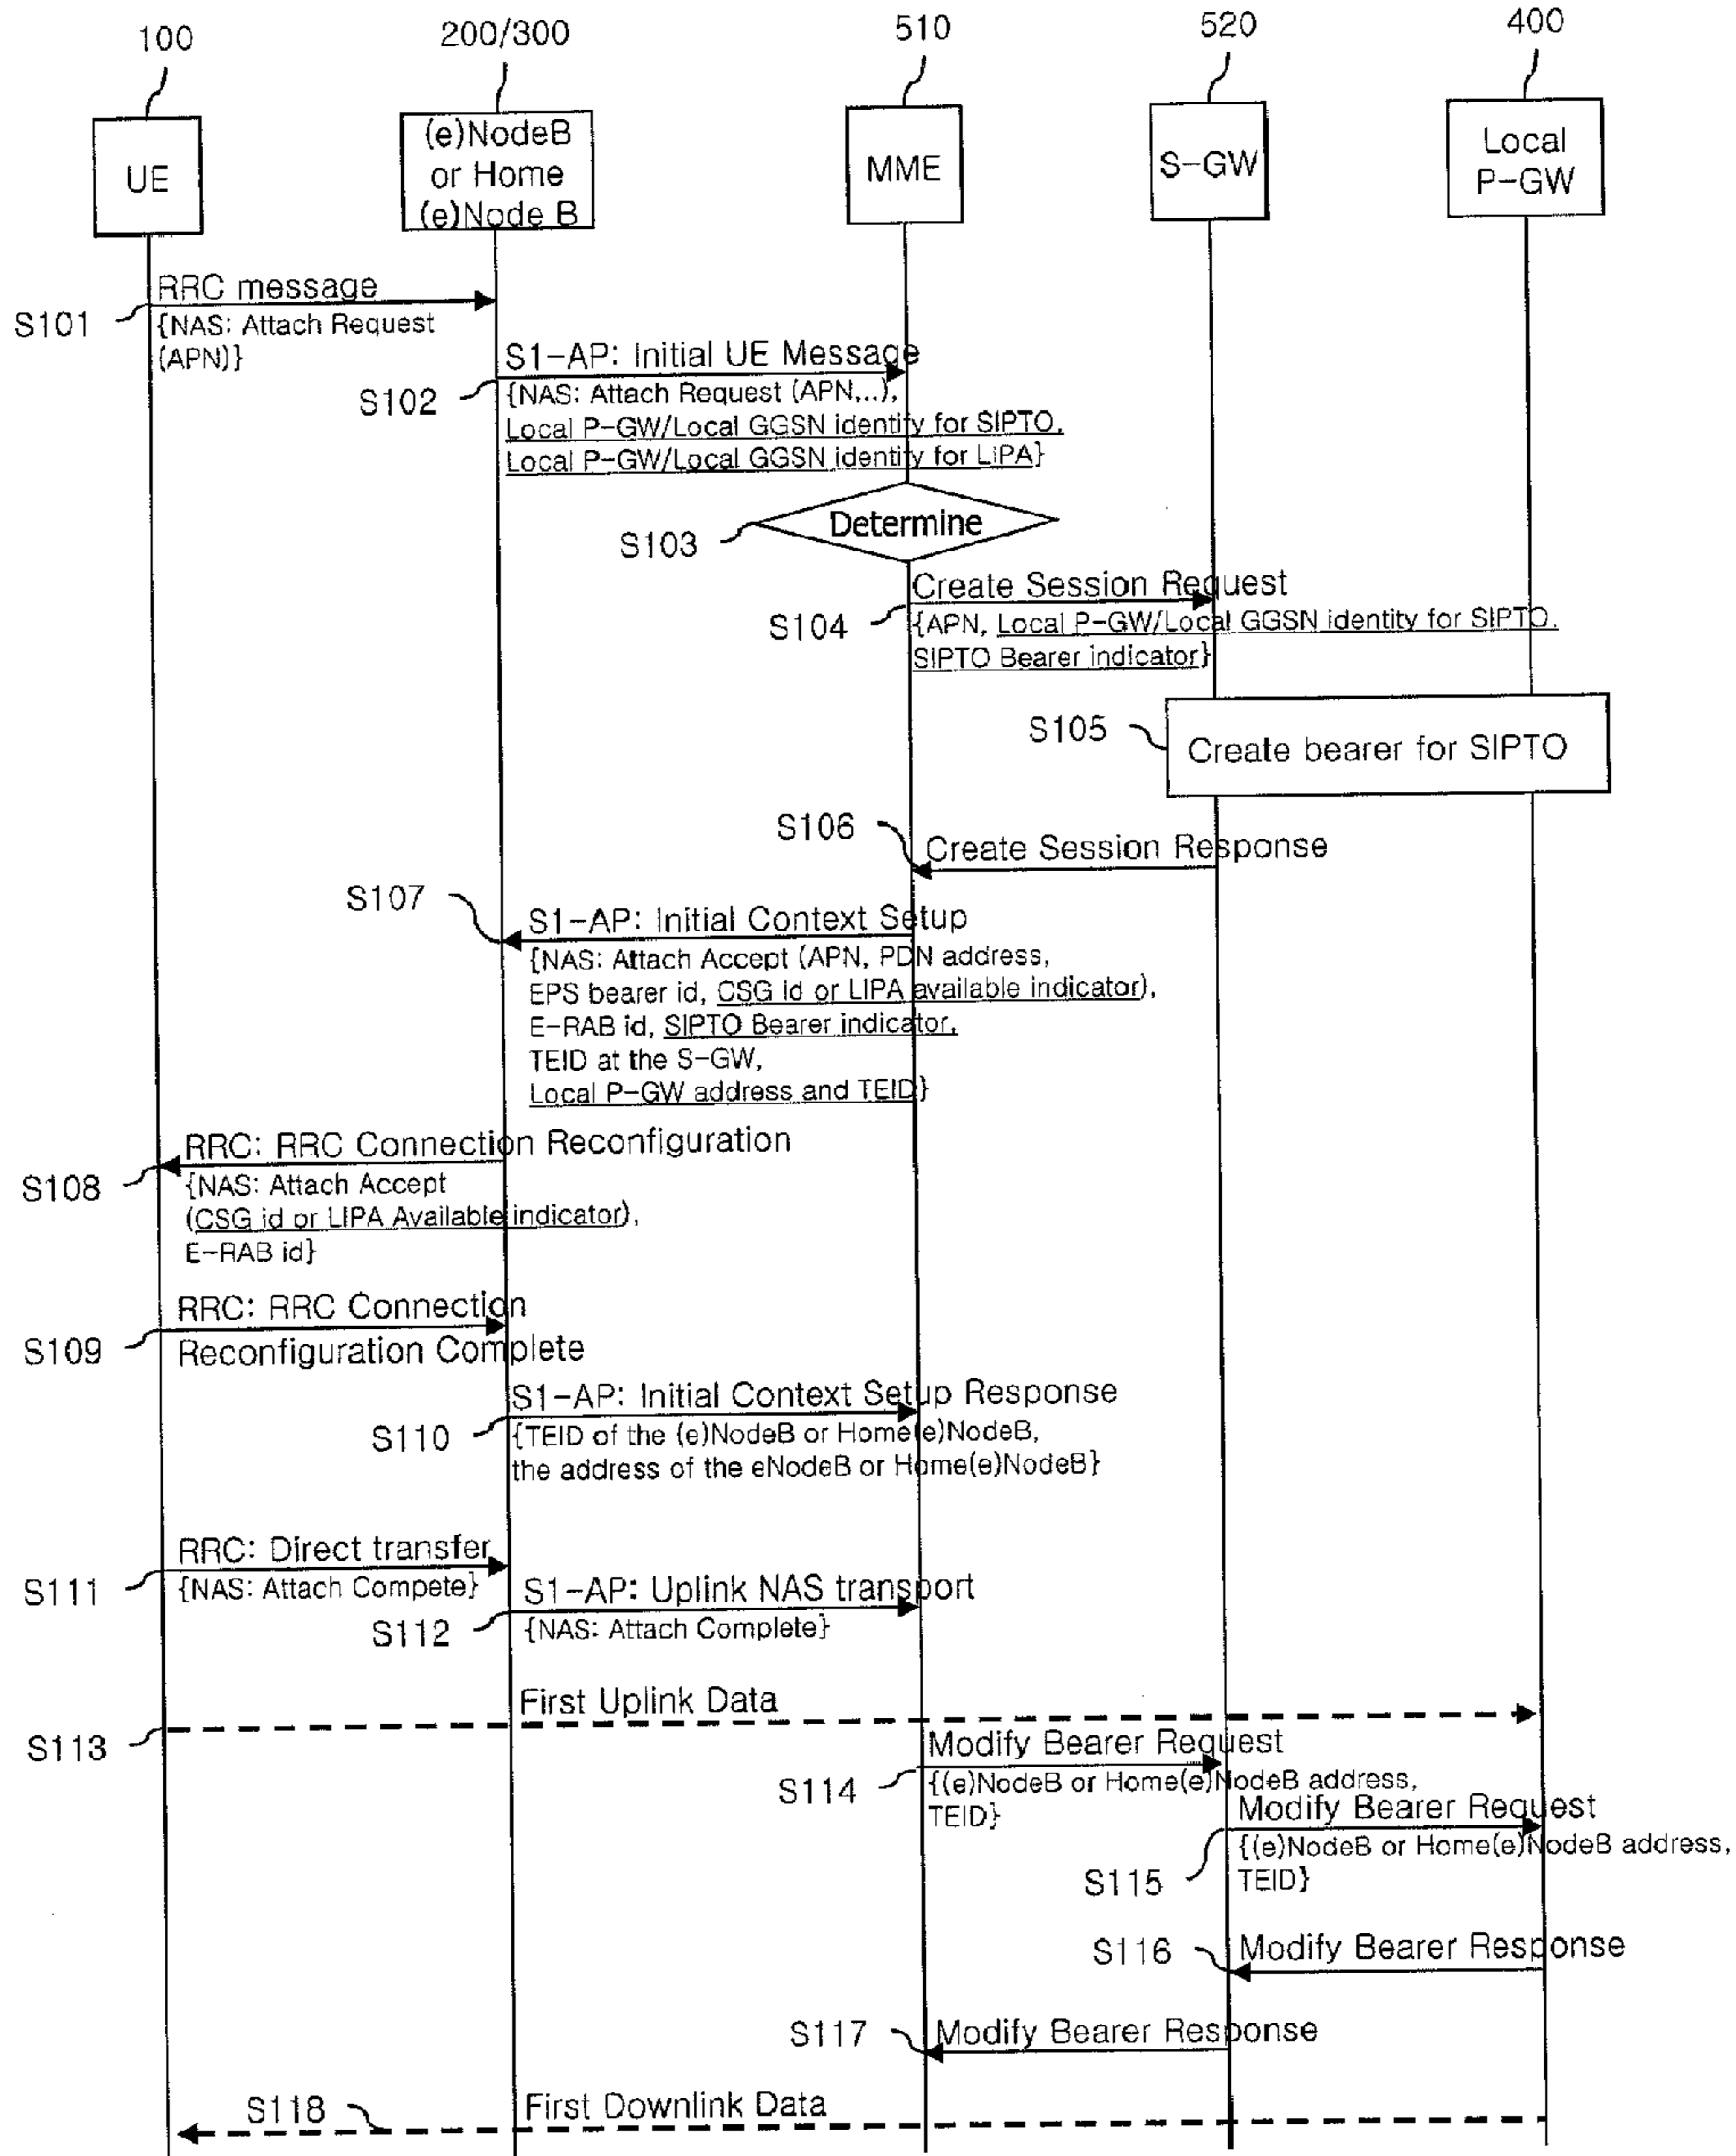 100
200/300
510
520
400
UE
(e)NodeB
or Home
(e)Node B
MME
S-GW
Local
P-GW
RRC message
S101
{NAS: Attach Request
(APN)}
S1-AP: Initial UE Message
S102
{NAS: Attach Request (APN,..),
Local P-GW/Local GGSN identify for SIPTO,
Local P-GW/Local GGSN identify for LIPA}
S103
Determine
Create Session Request
S104
{APN, Local P-GW/Local GGSN identity for SIPTO,
SIPTO Bearer indicator}
S105
Create bearer for SIPTO
S106
Create Session Response
S107
S1-AP: Initial Context Setup
{NAS: Attach Accept (APN, PDN address,
EPS bearer id, CSG id or LIPA available indicator),
E-RAB id, SIPTO Bearer indicator,
TEID at the S-GW,
Local P-GW address and TEID}
RRC: RRC Connection Reconfiguration
S108
{NAS: Attach Accept
(CSG id or LIPA Available indicator),
E-RAB id}
RRC: RRC Connection
S109
Reconfiguration Complete
S1-AP: Initial Context Setup Response
S110
{TEID of the (e)NodeB or Home(e)NodeB,
the address of the eNodeB or Home(e)NodeB}
RRC: Direct transfer
S111
{NAS: Attach Compete}
S1-AP: Uplink NAS transport
S112
{NAS: Attach Complete}
First Uplink Data
S113
Modify Bearer Request
S114
{(e)NodeB or Home(e)NodeB address,
TEID}
Modify Bearer Request
S115
{(e)NodeB or Home(e)NodeB address,
TEID}
S116
Modify Bearer Response
S117
Modify Bearer Response
S118
First Downlink Data